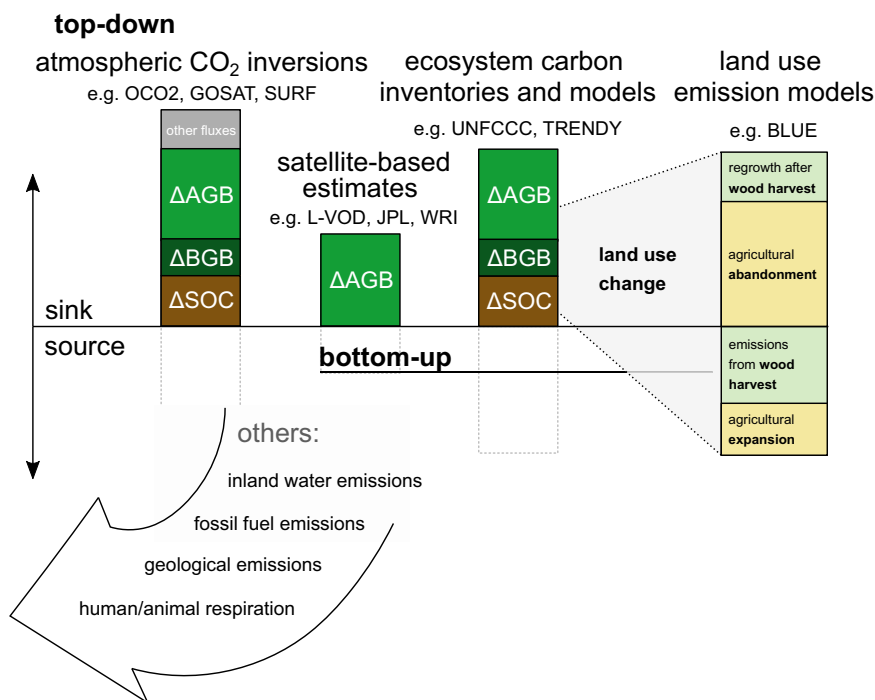 top-down
atmospheric CO₂ inversions
e.g. OCO2, GOSAT, SURF
other fluxes
ΔAGB
ΔBGB
ΔSOC
satellite-based
estimates
e.g. L-VOD, JPL, WRI
ΔAGB
ecosystem carbon
inventories and models
e.g. UNFCCC, TRENDY
ΔAGB
ΔBGB
ΔSOC
land use
change
land use
emission models
e.g. BLUE
regrowth after
wood harvest
agricultural
abandonment
emissions
from wood
harvest
agricultural
expansion
sink
source
bottom-up
others:
inland water emissions
fossil fuel emissions
geological emissions
human/animal respiration